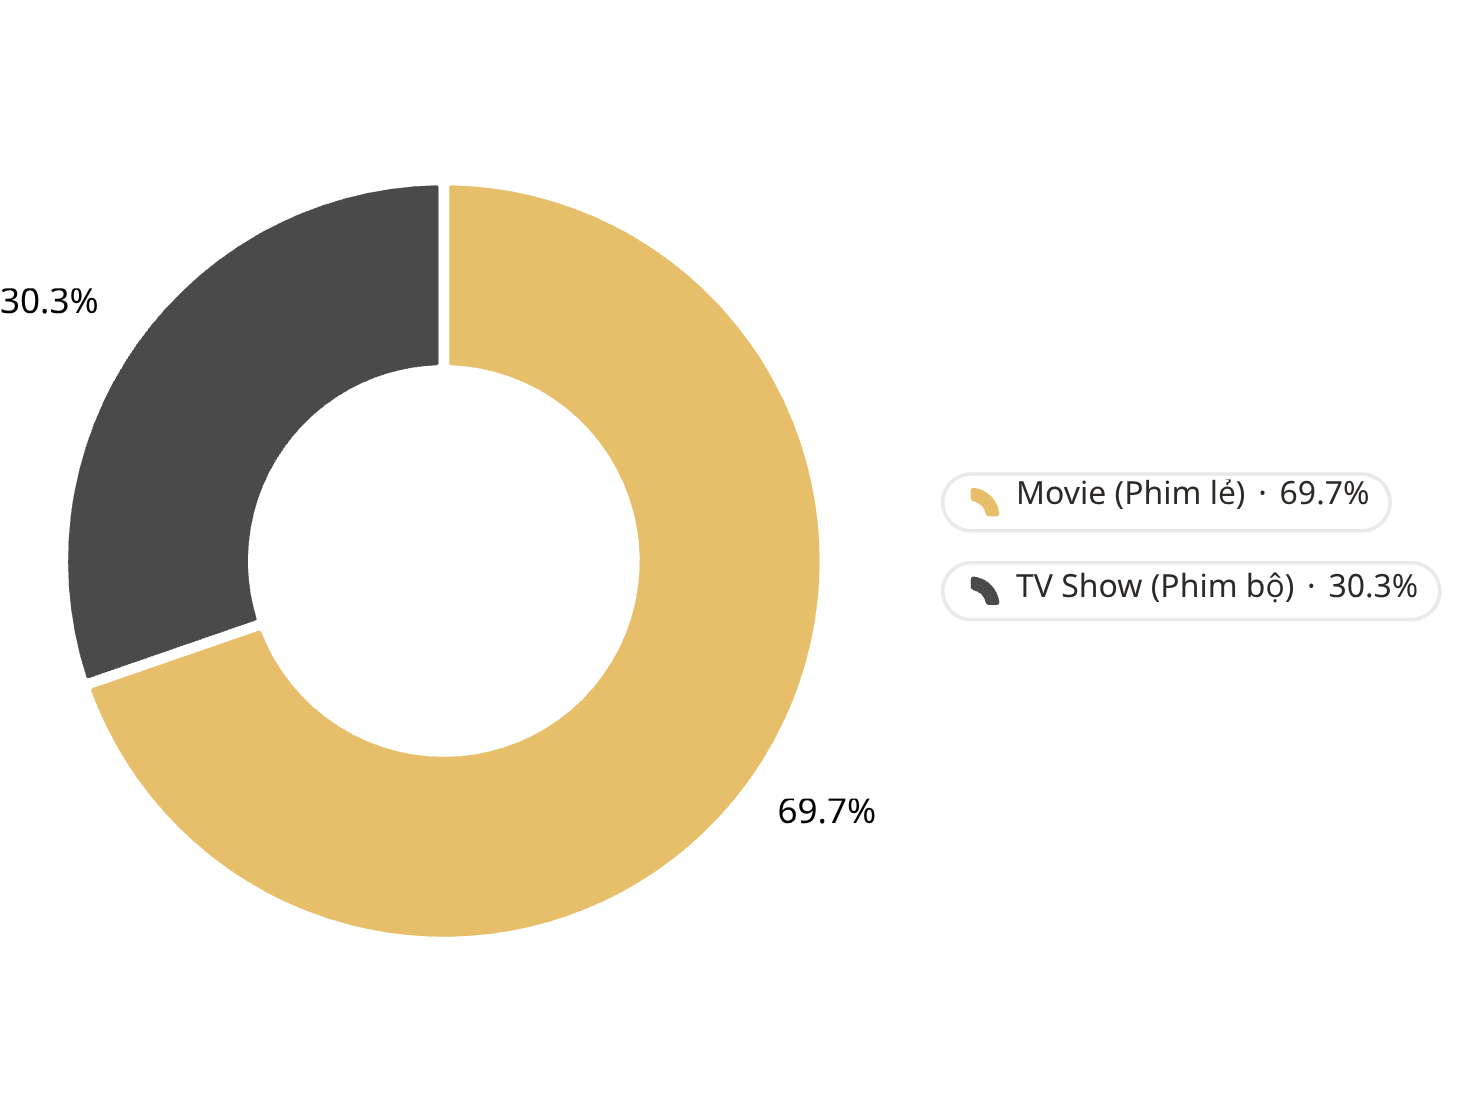 30.3%
Movie (Phim lẻ) · 69.7%
TV Show (Phim bộ) · 30.3%
69.7%